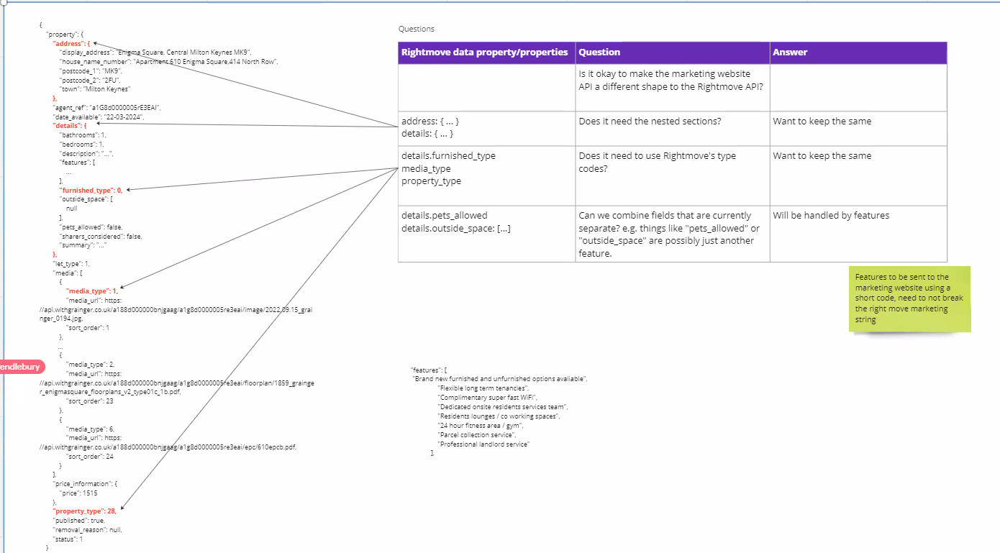 {
"property": {
"address": {
"display_address": "Enigma Square, Central Milton Keynes MK9",
"house_name_number": "Apartment 610 Enigma Square,414 North Row",
"postcode_1": "MK9",
"postcode_2": "2FU",
"town": "Milton Keynes"
},
"agent_ref": "a1G8d0000005rE3EAI",
"date_available": "22-03-2024",
"details": {
"bathrooms": 1,
"bedrooms": 1,
"description": "...",
"features": [
...
],
"furnished_type": 0,
"outside_space": [
null
],
"pets_allowed": false,
"sharers_considered": false,
"summary": "..."
},
"let_type": 1,
"media": [
{
"media_type": 1,
"media_url": https:
//api.withgrainger.co.uk/a188d000000bnjgaag/a1g8d0000005re3eai/image/2022.09.15_grai
nger_0194.jpg,
"sort_order": 1
},
...
{
"media_type": 2,
"media_url": https:
//api.withgrainger.co.uk/a188d000000bnjgaag/a1g8d0000005re3eai/floorplan/1859_grainge
r_enigmasquare_floorplans_v2_type01c_1b.pdf,
"sort_order": 23
},
{
"media_type": 6,
"media_url": https:
//api.withgrainger.co.uk/a188d000000bnjgaag/a1g8d0000005re3eai/epc/610epcb.pdf,
"sort_order": 24
}
],
"price_information": {
"price": 1515
},
"property_type": 28,
"published": true,
"removal_reason": null,
"status": 1
}
endlebury
Questions
Rightmove data property/properties
Question
Answer
Is it okay to make the marketing website
API a different shape to the Rightmove API?
address: { ... }
details: { ... }
Does it need the nested sections?
Want to keep the same
details.furnished_type
media_type
property_type
Does it need to use Rightmove's type
codes?
Want to keep the same
details.pets_allowed
details.outside_space: [...]
Can we combine fields that are currently
separate? e.g. things like "pets_allowed" or
"outside_space" are possibly just another
feature.
Will be handled by features
Features to be sent to the
marketing website using a
short code, need to not break
the right move marketing
string
"features": [
"Brand new furnished and unfurnished options avaliable",
"Flexible long term tenancies",
"Complimentary super fast WiFi",
"Dedicated onsite residents services team",
"Residents lounges / co working spaces",
"24 hour fitness area / gym",
"Parcel collection service",
"Professional landlord service"
],